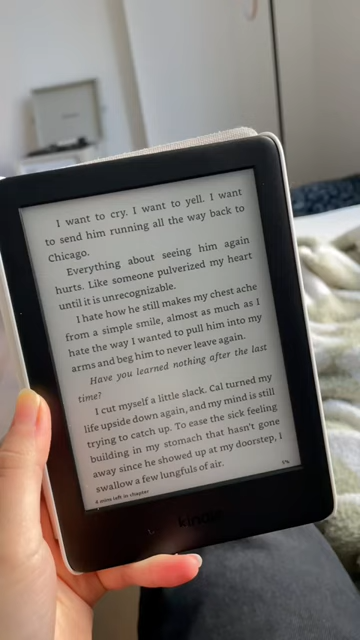 I want to cry. I want to yell. I want
to send him running all the way back to
Chicago.
Everything about seeing him again
hurts. Like someone pulverized my heart
until it is unrecognizable.
I hate how he still makes my chest ache
from a simple smile, almost as much as I
hate the way I wanted to pull him into my
arms and beg him to never leave again.
Have you learned nothing after the last
time?
I cut myself a little slack. Cal turned my
life upside down again, and my mind is still
trying to catch up. To ease the sick feeling
building in my stomach that hasn't gone
away since he showed up at my doorstep, I
swallow a few lungfuls of air.
mins left in chapter
kindle